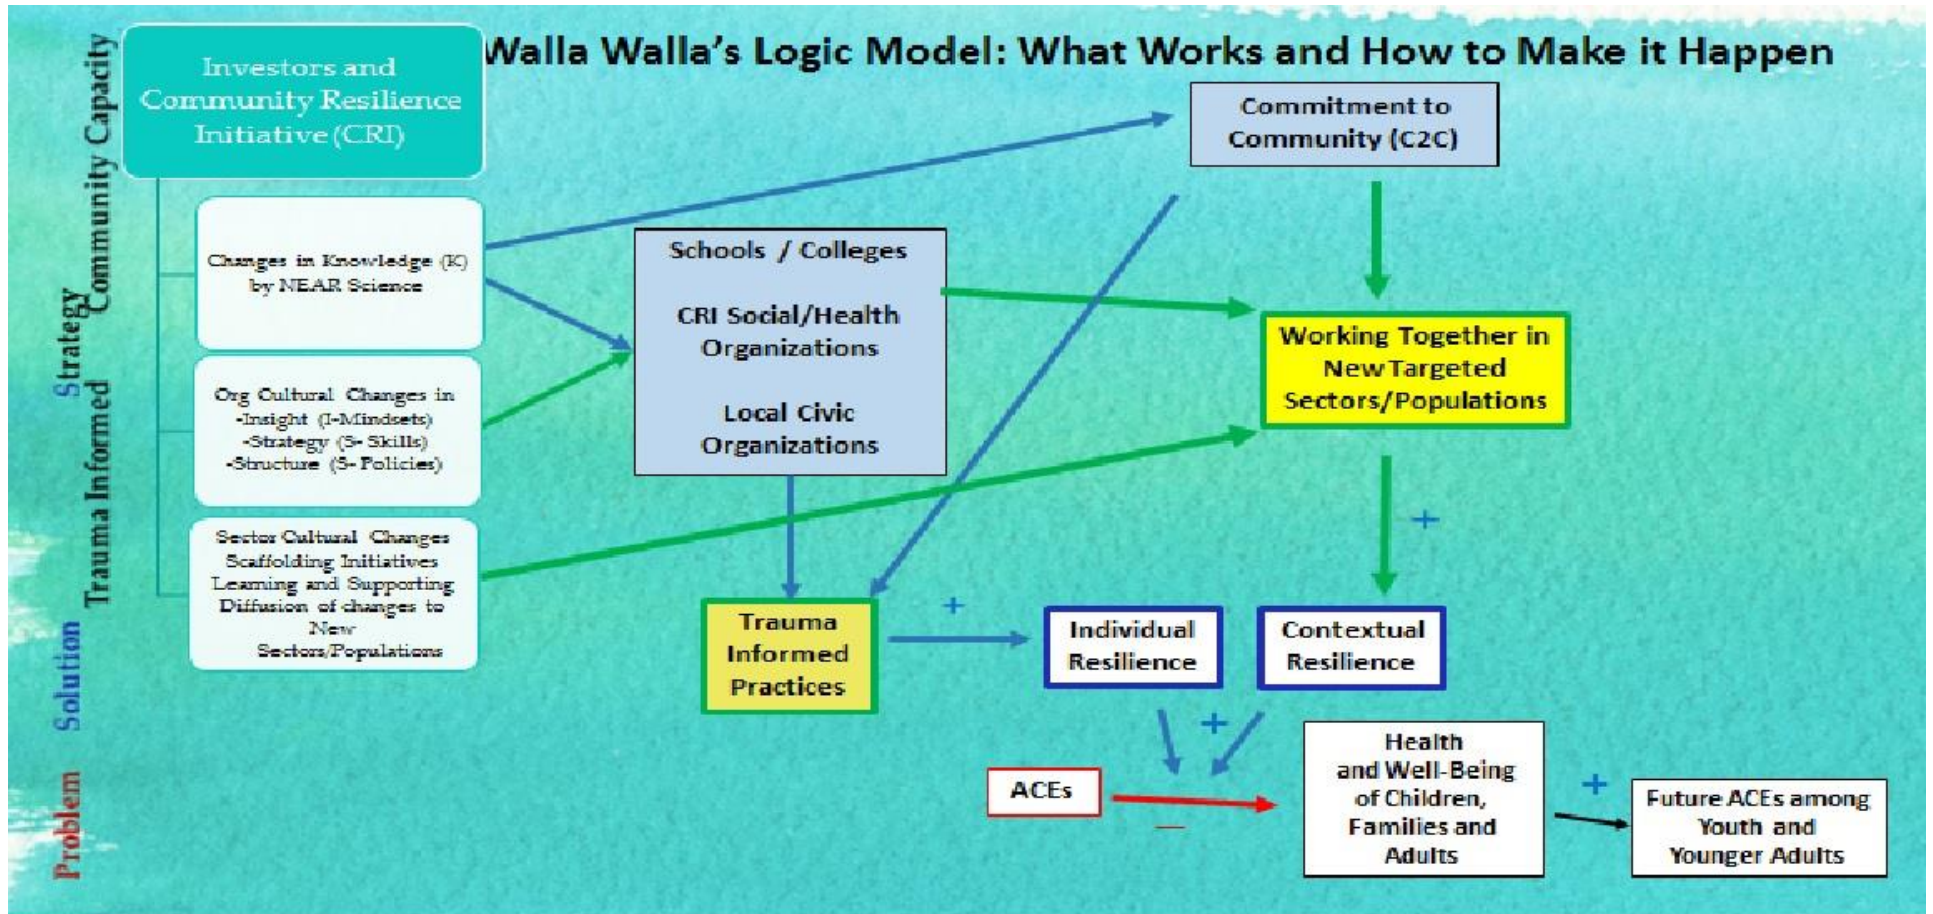 Walla Walla's Logic Model: What Works and How to Make it Happen
Community Capacity
Strategy
Trauma Informed
Solution
Problem
Investors and
Community Resilience
Initiative (CRI)
Changes in Knowledge (K)
by NEAR Science
Org Cultural Changes in
-Insight (I-Mindsets)
-Strategy (S- Skills)
-Structure (S- Policies)
Sector Cultural Changes
Scaffolding Initiatives
Learning and Supporting
Diffusion of changes to
New
Sectors/Populations
Schools / Colleges
CRI Social/Health
Organizations
Local Civic
Organizations
Commitment to
Community (C2C)
Working Together in
New Targeted
Sectors/Populations
+
Trauma
Informed
Practices
+
Individual
Resilience
Contextual
Resilience
+
ACEs
—
Health
and Well-Being
of Children,
Families and
Adults
+
Future ACEs among
Youth and
Younger Adults